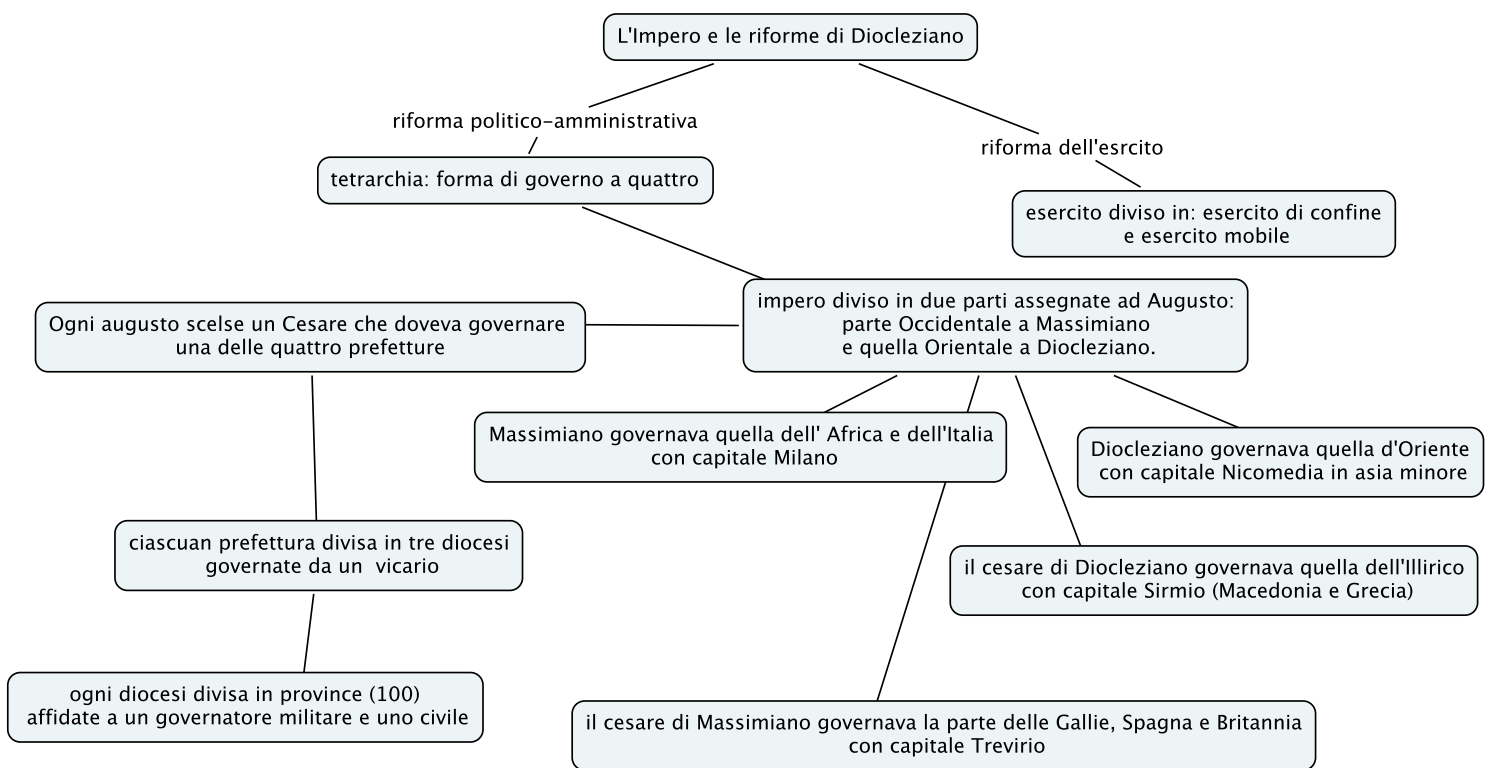 L'Impero e le riforme di Diocleziano
riforma politico-amministrativa
riforma dell'esrcito
tetrarchia: forma di governo a quattro
esercito diviso in: esercito di confine
e esercito mobile
impero diviso in due parti assegnate ad Augusto:
parte Occidentale a Massimiano
e quella Orientale a Diocleziano.
Ogni augusto scelse un Cesare che doveva governare
una delle quattro prefetture
Massimiano governava quella dell' Africa e dell'Italia
con capitale Milano
Diocleziano governava quella d'Oriente
con capitale Nicomedia in asia minore
ciascuan prefettura divisa in tre diocesi
governate da un vicario
il cesare di Diocleziano governava quella dell'Illirico
con capitale Sirmio (Macedonia e Grecia)
ogni diocesi divisa in province (100)
affidate a un governatore militare e uno civile
il cesare di Massimiano governava la parte delle Gallie, Spagna e Britannia
con capitale Trevirio